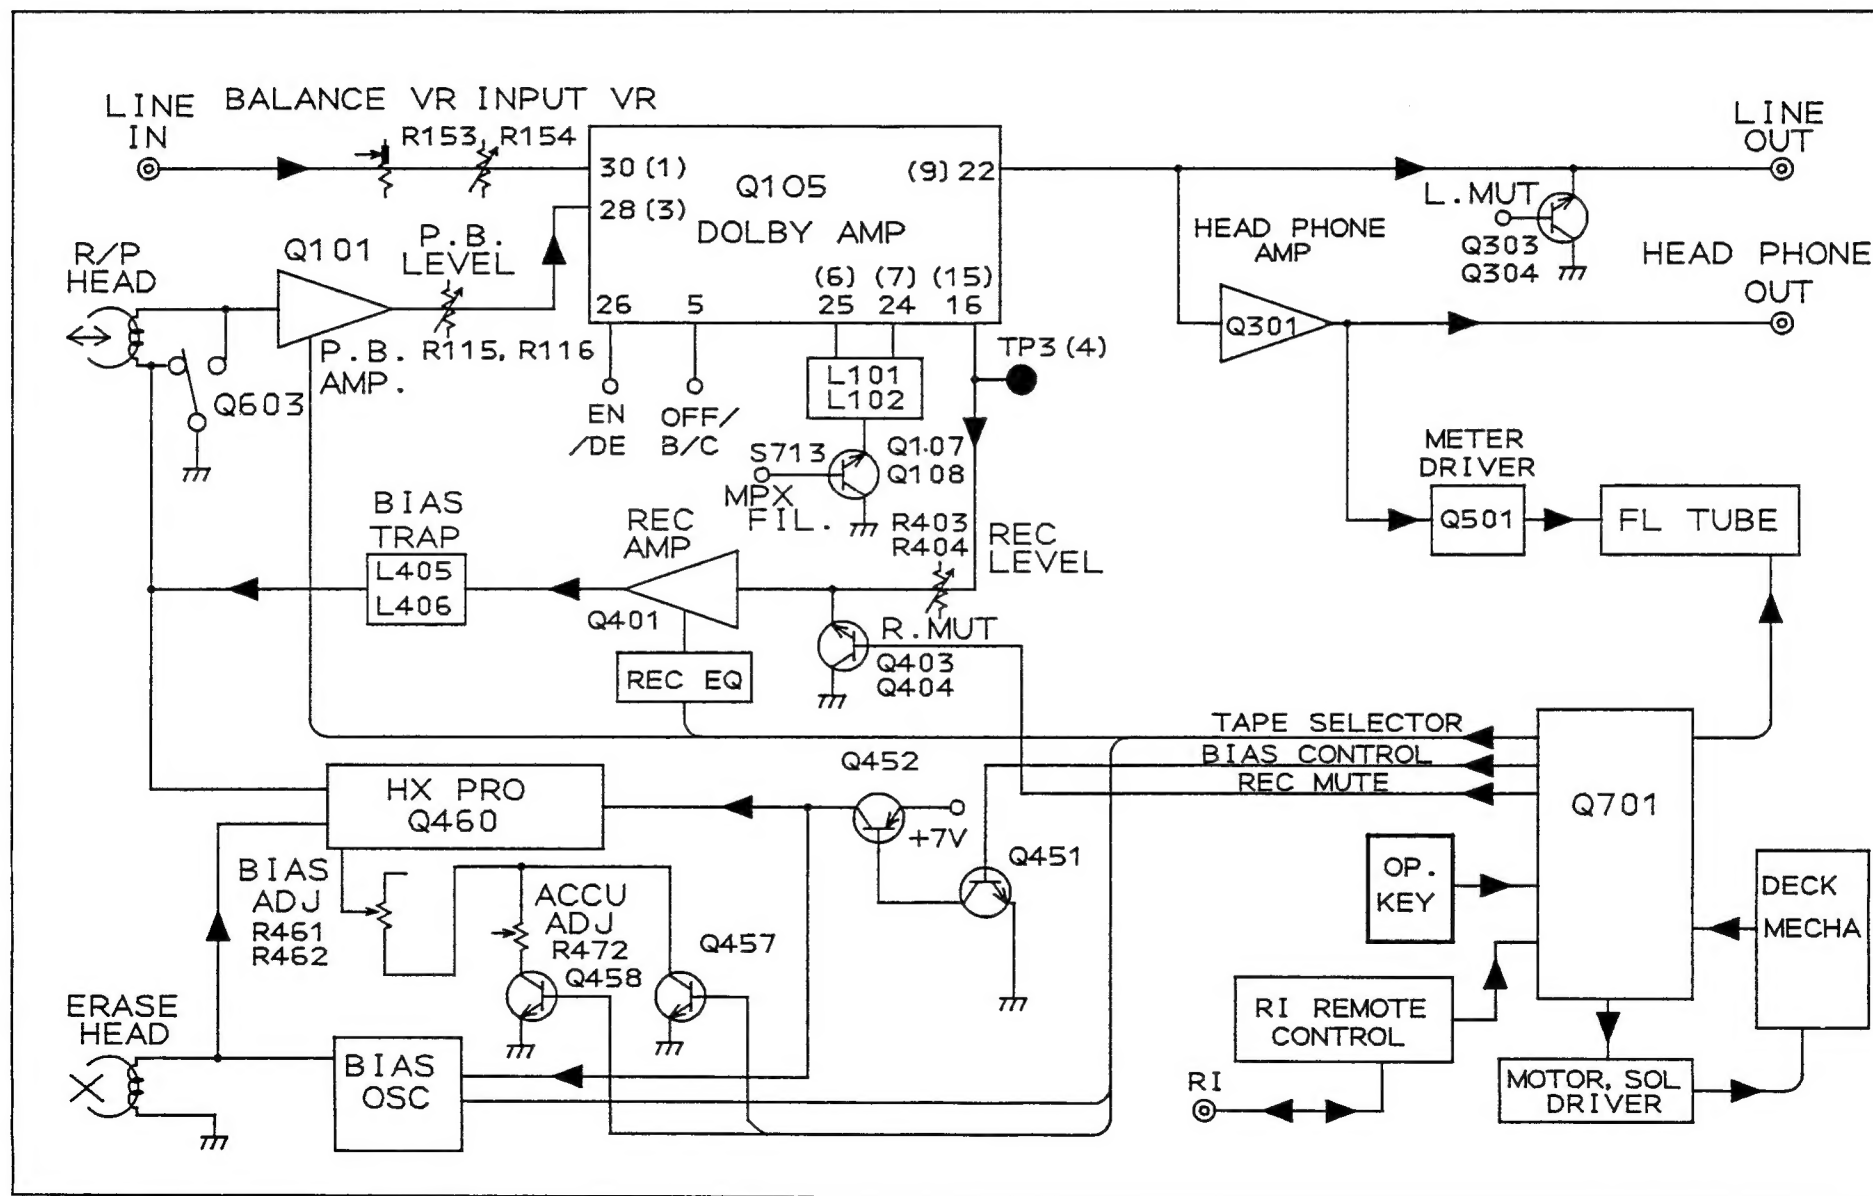 LINE IN
BALANCE VR INPUT VR
R153
R154
30 (1)
28 (3)
Q105
DOLBY AMP
(9) 22
(6) (7) (15)
26 5 25 24 16
LINE OUT
L.MUT
Q303
Q304
HEAD PHONE AMP
Q301
HEAD PHONE OUT
R/P HEAD
Q101
P.B. LEVEL
P.B. AMP.
R115, R116
Q603
EN /DE
OFF/ B/C
L101
L102
TP3 (4)
S713
MPX FIL.
Q1.07
Q108
METER DRIVER
Q501
FL TUBE
BIAS TRAP
L405
L406
REC AMP
Q401
R403
R404
REC LEVEL
R.MUT
Q403
Q404
REC EQ
TAPE SELECTOR
BIAS CONTROL
REC MUTE
Q701
HX PRO
Q460
Q452
+7V
Q451
OP. KEY
DECK MECHA
BIAS ADJ
R461
R462
ACCU ADJ
R472
Q458
Q457
RI REMOTE CONTROL
RI
MOTOR, SOL DRIVER
ERASE HEAD
BIAS OSC